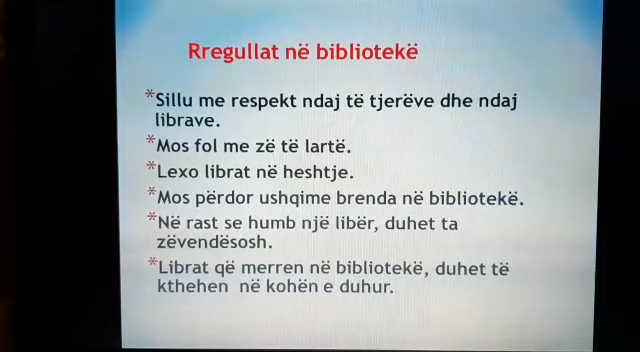 Rregullat në bibliotekë
*Sillu me respekt ndaj të tjerëve dhe ndaj
librave.
*Mos fol me zë të lartë.
*Lexo librat në heshtje.
*Mos përdor ushqime brenda në bibliotekë.
*Në rast se humb një libër, duhet ta
zëvendësosh.
*Librat që merren në bibliotekë, duhet të
kthehen në kohën e duhur.